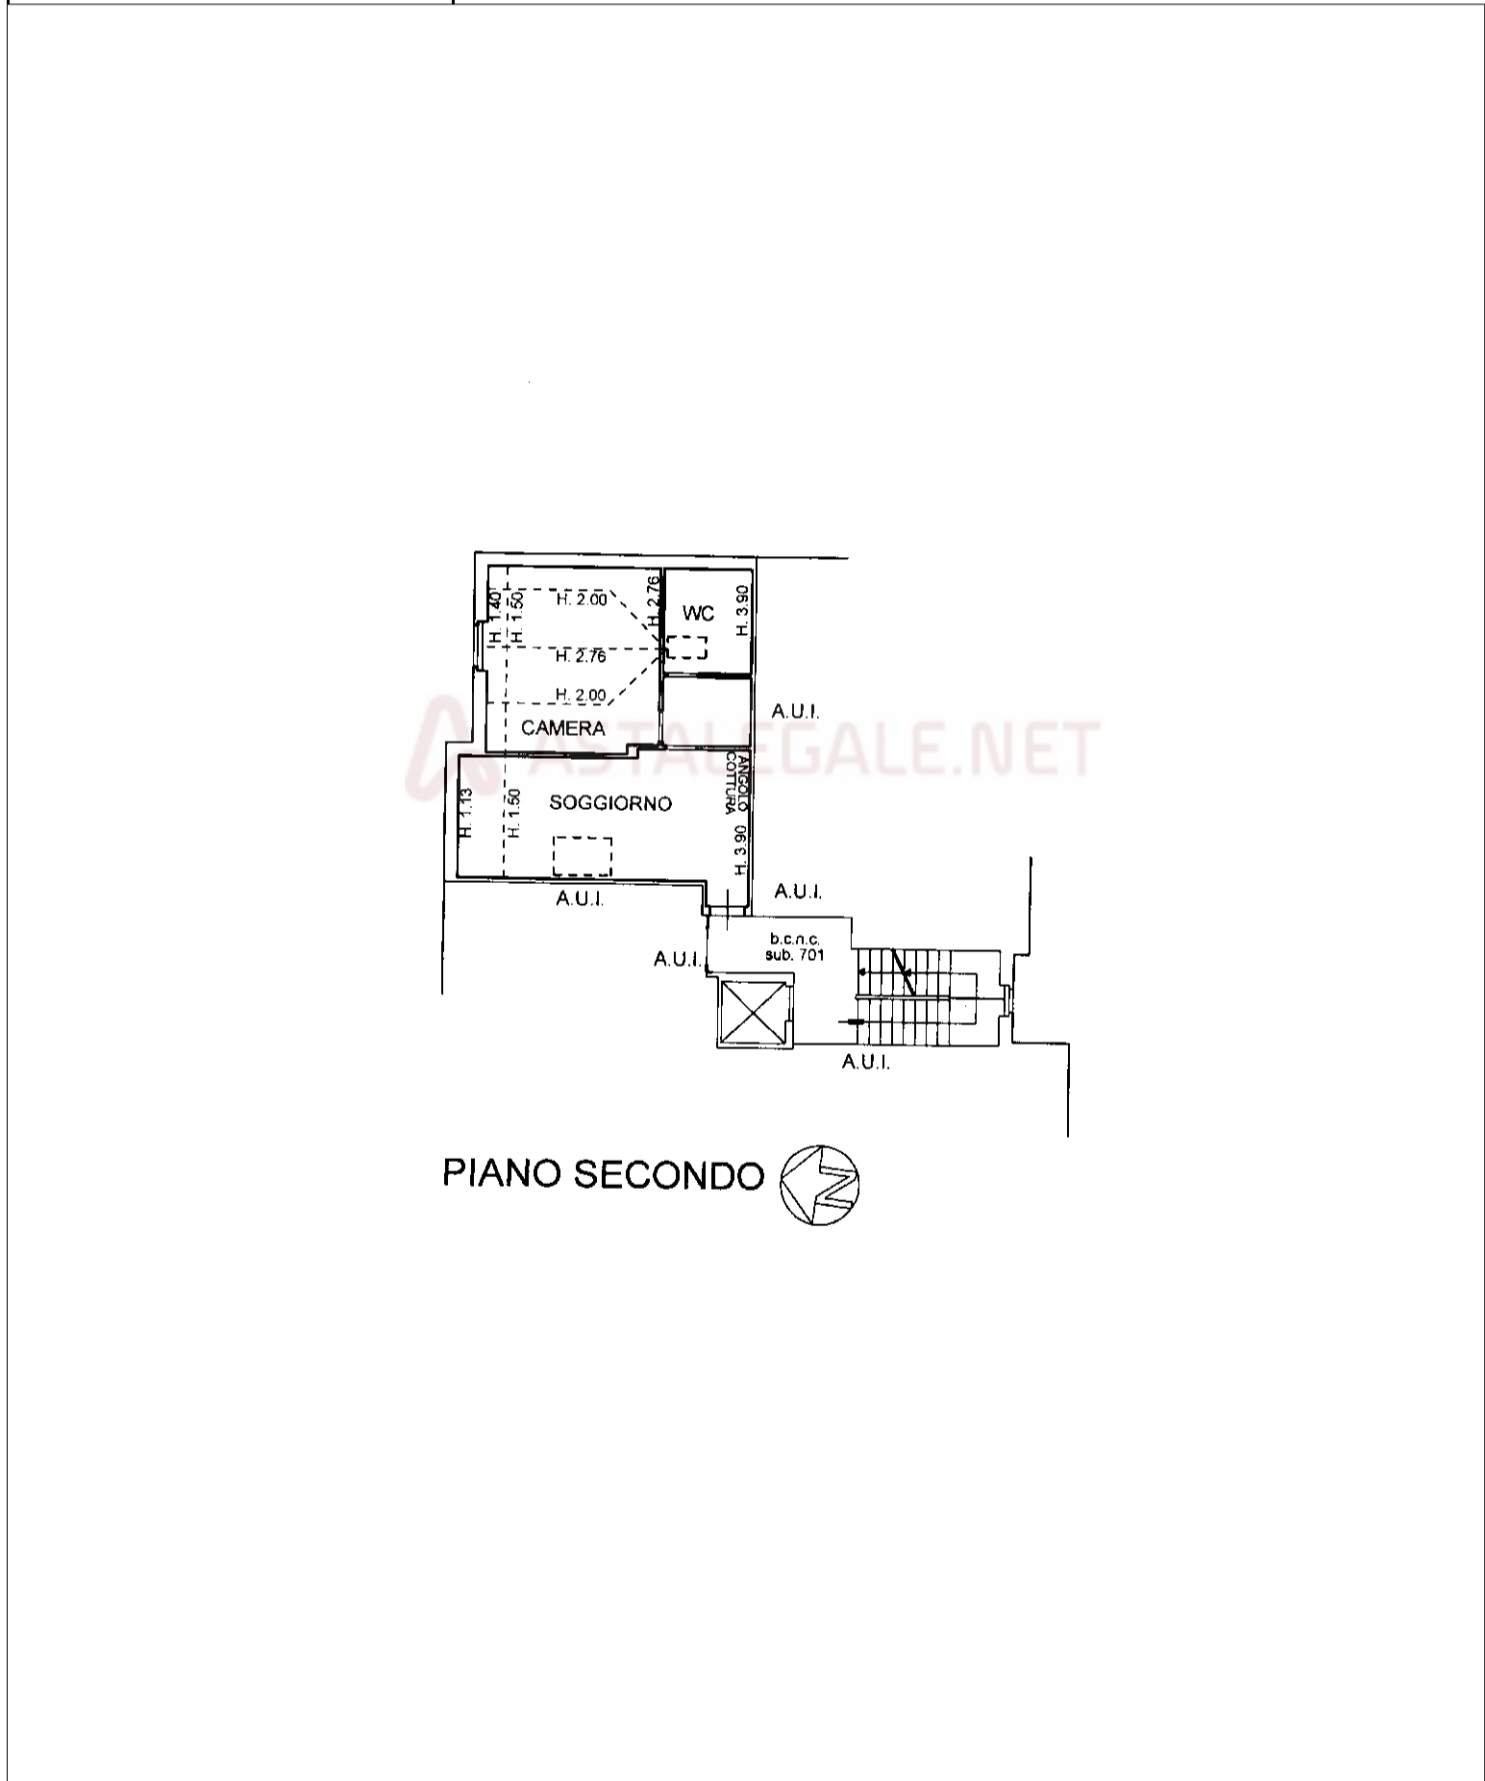 H. 1.40
H. 1.50
H. 2.00
H. 2.76
WC
H. 3.90
H. 2.76
H. 2.00
CAMERA
A.U.I.
ASTALEGALE.NET
ANGOLO
COTTURA
H. 1.13
H. 1.50
SOGGIORNO
H. 3.90
A.U.I.
A.U.I.
b.c.n.c.
sub. 701
A.U.I.
A.U.I.
PIANO SECONDO
N